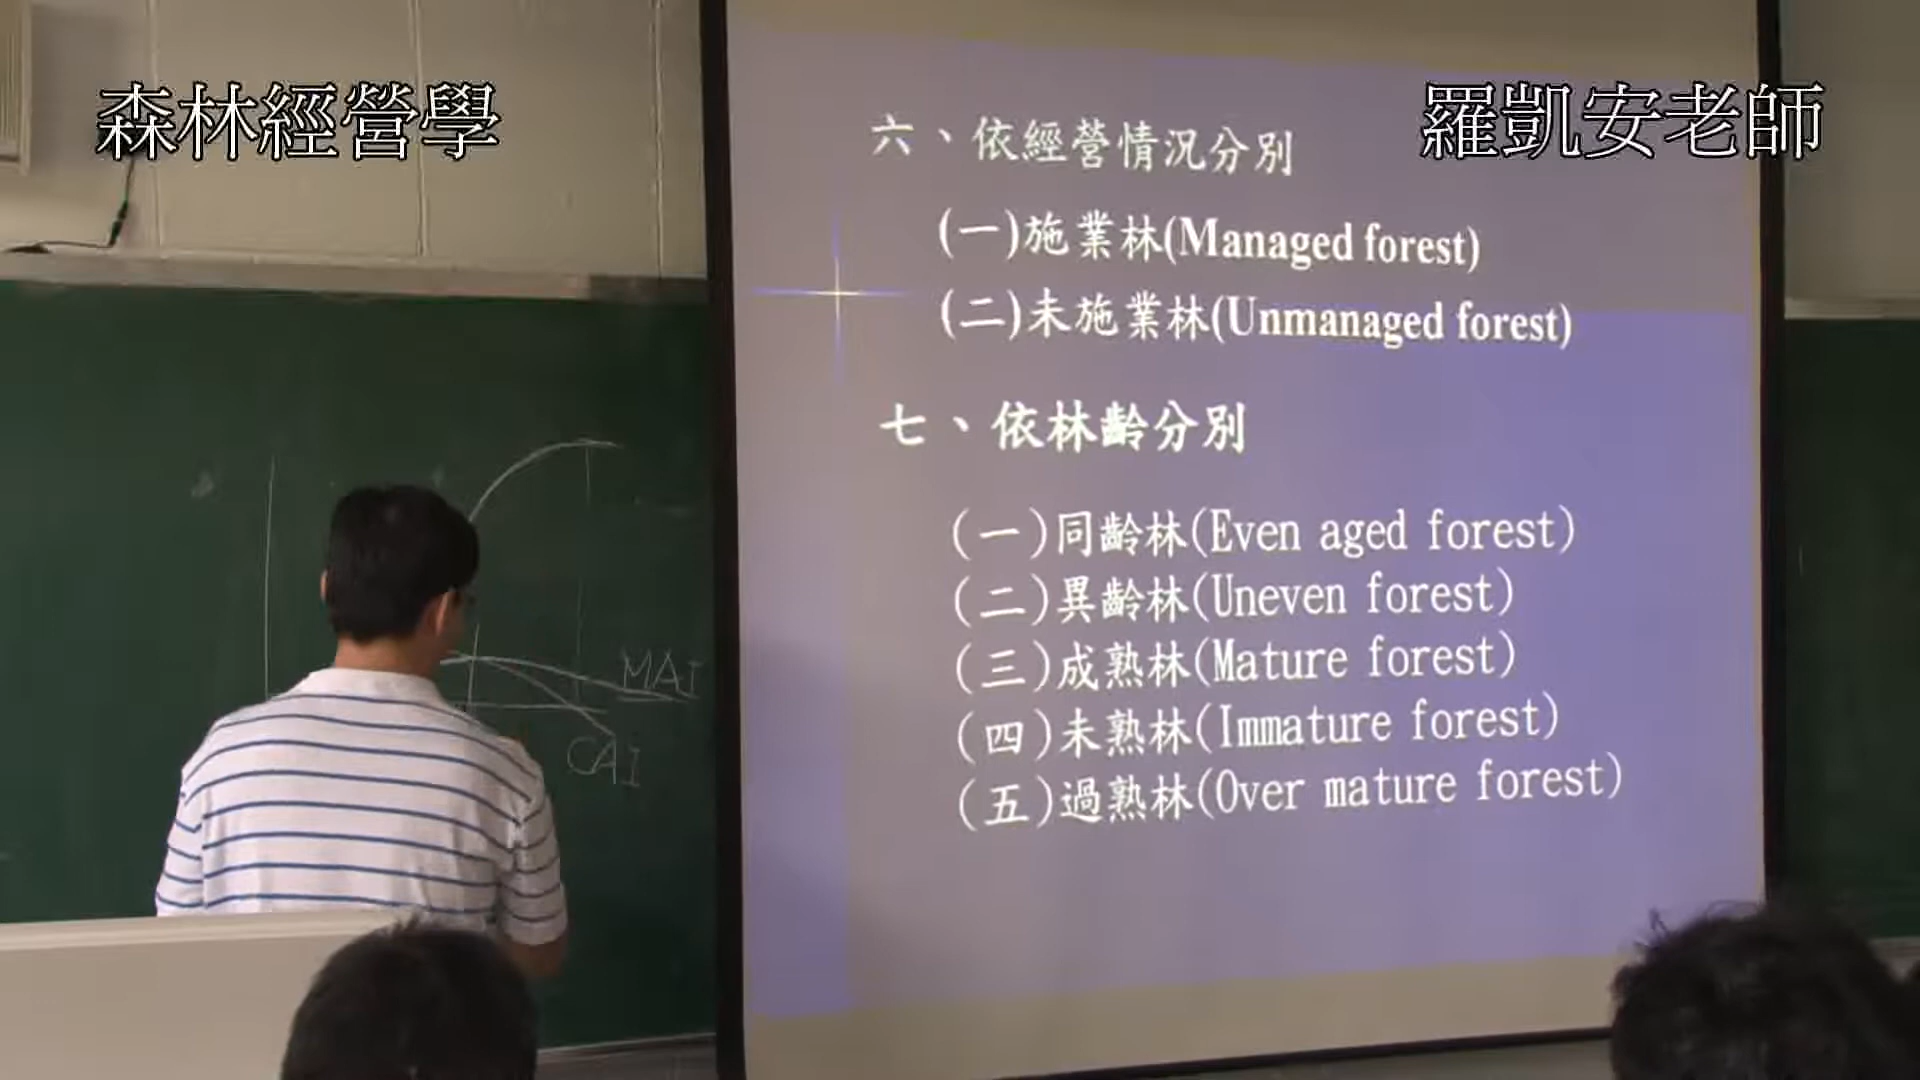 森林經營學
羅凱安老師
六、依經營情況分別
(一)施業林(Managed forest)
(二)未施業林(Unmanaged forest)
七、依林齡分別
(一)同齡林(Even aged forest)
(二)異齡林(Uneven forest)
(三)成熟林(Mature forest)
(四)未熟林(Immature forest)
(五)過熟林(Over mature forest)
MAI
CAI